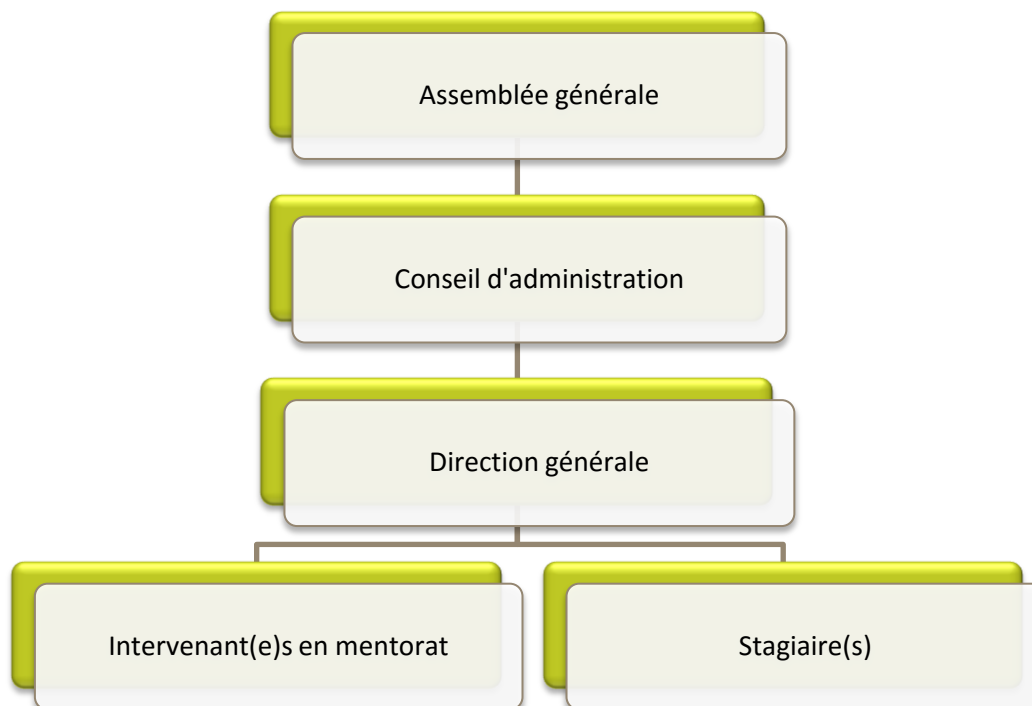 Assemblée générale
Conseil d'administration
Direction générale
Intervenant(e)s en mentorat
Stagiaire(s)